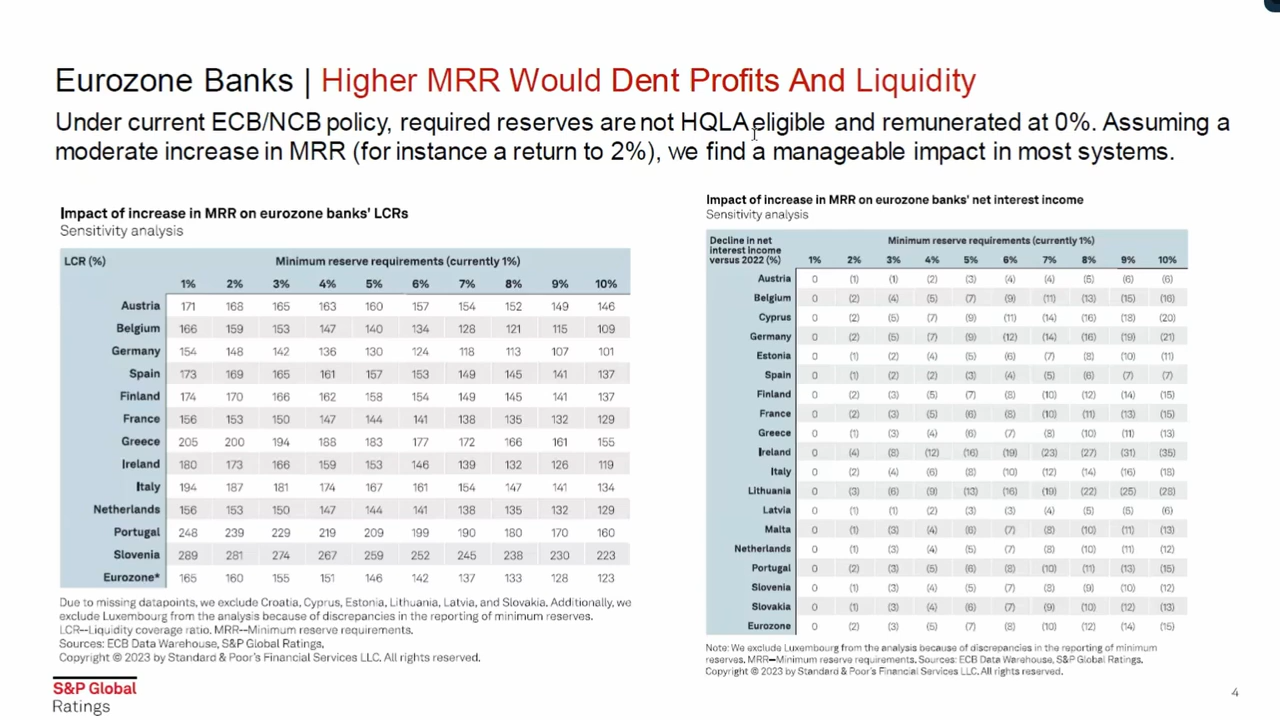 Eurozone Banks | Higher MRR Would Dent Profits And Liquidity
Under current ECB/NCB policy, required reserves are not HQLA eligible and remunerated at 0%. Assuming a
moderate increase in MRR (for instance a return to 2%), we find a manageable impact in most systems.
Impact of increase in MRR on eurozone banks' LCRs
Sensitivity analysis
LCR (%) Minimum reserve requirements (currently 1%)
1% 2% 3% 4% 5% 6% 7% 8% 9% 10%
Austria 171 168 165 163 160 157 154 152 149 146
Belgium 166 159 153 147 140 134 128 121 115 109
Germany 154 148 142 136 130 124 118 113 107 101
Spain 173 169 165 161 157 153 149 145 141 137
Finland 174 170 166 162 158 154 149 145 141 137
France 156 153 150 147 144 141 138 135 132 129
Greece 205 200 194 188 183 177 172 166 161 155
Ireland 180 173 166 159 153 146 139 132 126 119
Italy 194 187 181 174 167 161 154 147 141 134
Netherlands 156 153 150 147 144 141 138 135 132 129
Portugal 248 239 229 219 209 199 190 180 170 160
Slovenia 289 281 274 267 259 252 245 238 230 223
Eurozone* 165 160 155 151 146 142 137 133 128 123
Due to missing datapoints, we exclude Croatia, Cyprus, Estonia, Lithuania, Latvia, and Slovakia. Additionally, we
exclude Luxembourg from the analysis because of discrepancies in the reporting of minimum reserves.
LCR--Liquidity coverage ratio. MRR--Minimum reserve requirements.
Sources: ECB Data Warehouse, S&P Global Ratings,
Copyright © 2023 by Standard & Poor's Financial Services LLC. All rights reserved.
Impact of increase in MRR on eurozone banks' net interest income
Sensitivity analysis
Decline in net
interest income
versus 2022 (%)
Minimum reserve requirements (currently 1%)
1% 2% 3% 4% 5% 6% 7% 8% 9% 10%
Austria 0 (1) (1) (2) (3) (4) (4) (5) (6) (6)
Belgium 0 (2) (4) (5) (7) (9) (11) (13) (15) (16)
Cyprus 0 (2) (5) (7) (9) (11) (14) (16) (18) (20)
Germany 0 (2) (5) (7) (9) (12) (14) (16) (19) (21)
Estonia 0 (1) (2) (4) (5) (6) (7) (8) (10) (11)
Spain 0 (1) (2) (2) (3) (4) (5) (6) (7) (7)
Finland 0 (2) (3) (5) (7) (8) (10) (12) (14) (15)
France 0 (2) (3) (5) (6) (8) (10) (11) (13) (15)
Greece 0 (1) (3) (4) (6) (7) (8) (10) (11) (13)
Ireland 0 (4) (8) (12) (16) (19) (23) (27) (31) (35)
Italy 0 (2) (4) (6) (8) (10) (12) (14) (16) (18)
Lithuania 0 (3) (6) (9) (13) (16) (19) (22) (25) (28)
Latvia 0 (1) (1) (2) (3) (3) (4) (5) (5) (6)
Malta 0 (1) (3) (4) (6) (7) (8) (10) (11) (13)
Netherlands 0 (1) (3) (4) (5) (7) (8) (10) (11) (12)
Portugal 0 (2) (3) (5) (6) (8) (10) (11) (13) (15)
Slovenia 0 (1) (3) (4) (5) (7) (8) (9) (10) (12)
Slovakia 0 (1) (3) (4) (6) (7) (9) (10) (12) (13)
Eurozone 0 (2) (3) (5) (7) (8) (10) (12) (14) (15)
Note: We exclude Luxembourg from the analysis because of discrepancies in the reporting of minimum
reserves. MRR—Minimum reserve requirements. Sources: ECB Data Warehouse, S&P Global Ratings.
Copyright © 2023 by Standard & Poor's Financial Services LLC. All rights reserved.
S&P Global
Ratings
4